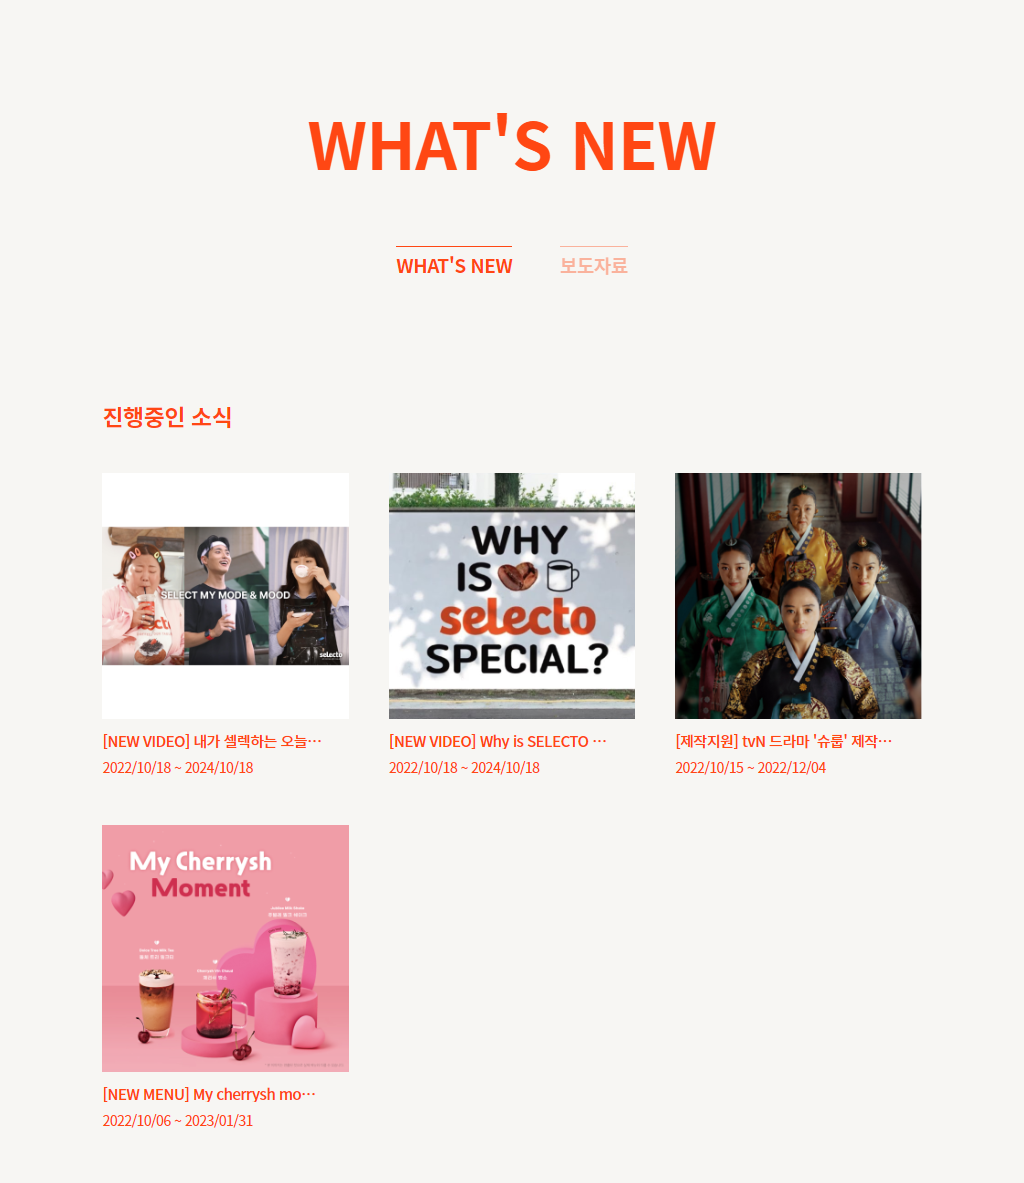 WHAT'S NEW
WHAT'S NEW
보도자료
진행중인 소식
SELECT MY MODE & MOOD
selecto
WHY
IS
selecto
SPECIAL?
[NEW VIDEO] 내가 셀렉하는 오늘…
2022/10/18 ~ 2024/10/18
[NEW VIDEO] Why is SELECTO …
2022/10/18 ~ 2024/10/18
[제작지원] tvN 드라마 '슈룹' 제작…
2022/10/15 ~ 2022/12/04
My Cherrysh
Moment
[NEW MENU] My cherrysh mo…
2022/10/06 ~ 2023/01/31